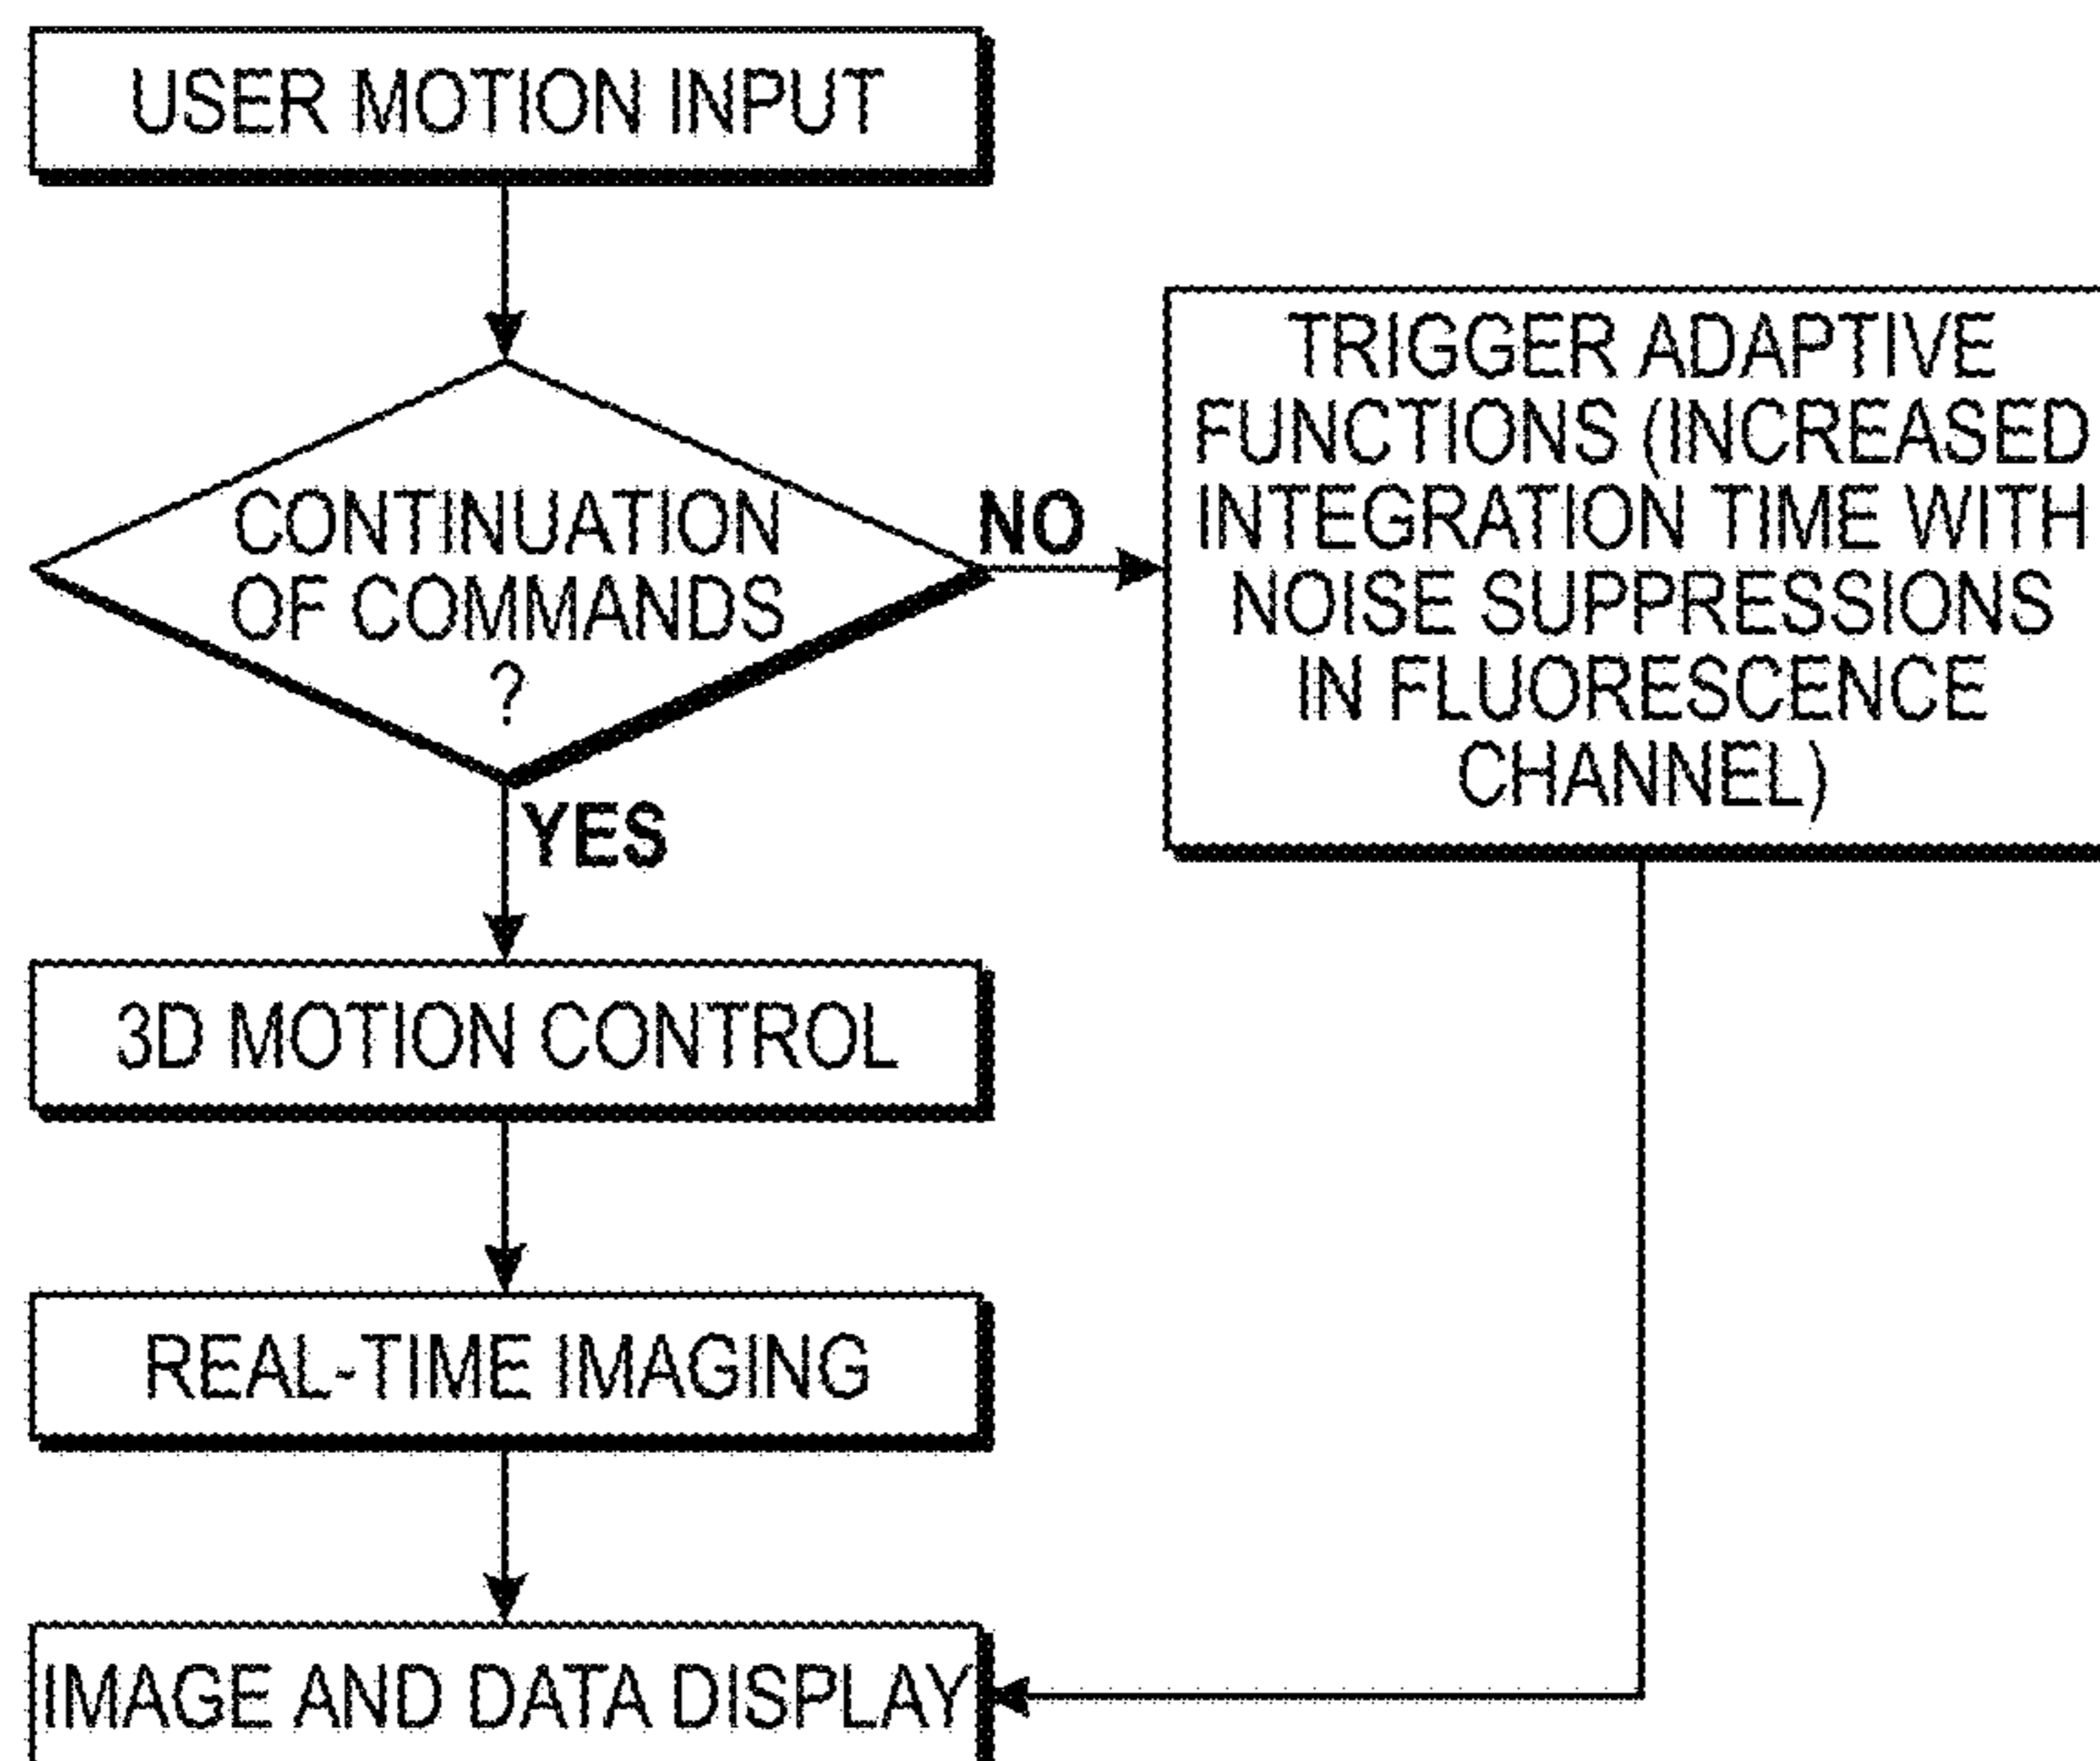 USER MOTION INPUT
CONTINUATION
OF COMMANDS
?
NO
YES
TRIGGER ADAPTIVE
FUNCTIONS (INCREASED
INTEGRATION TIME WITH
NOISE SUPPRESSIONS
IN FLUORESCENCE
CHANNEL)
3D MOTION CONTROL
REAL-TIME IMAGING
IMAGE AND DATA DISPLAY